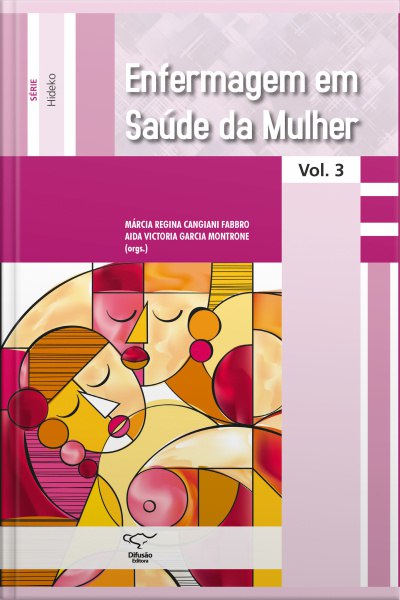 SÉRIE
Hideko
Enfermagem em
Saúde da Mulher
Vol. 3
MÁRCIA REGINA CANGIANI FABBRO
AIDA VICTORIA GARCIA MONTRONE
(orgs.)
Difusão
Editora